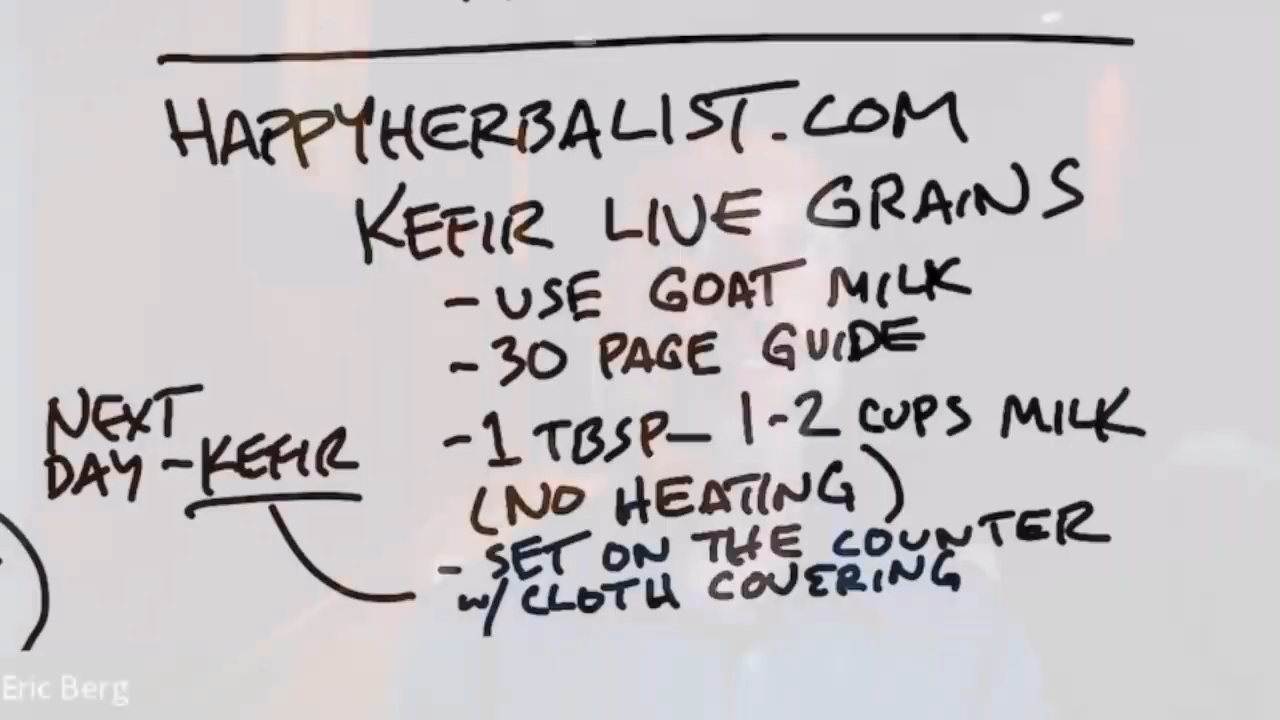 HAPPYHERBALIST.COM
KEFIR LIVE GRAINS
- USE GOAT MILK
- 30 PAGE GUIDE
- 1 TBSP - 1-2 CUPS MILK
(NO HEATING)
- SET ON THE COUNTER
w/ CLOTH COVERING
NEXT
DAY - KEFIR
Eric Berg